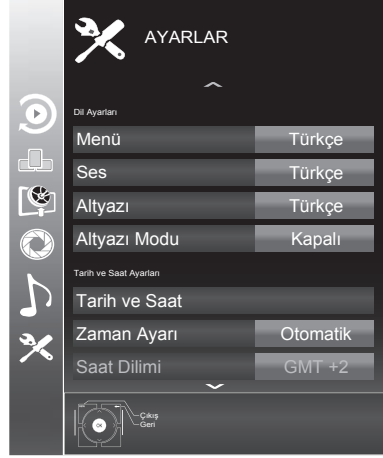 AYARLAR
Dil Ayarları
Menü Türkçe
Ses Türkçe
Altyazı Türkçe
Altyazı Modu Kapalı
Tarih ve Saat Ayarları
Tarih ve Saat
Zaman Ayarı Otomatik
Saat Dilimi GMT +2
OK
Çıkış
Geri